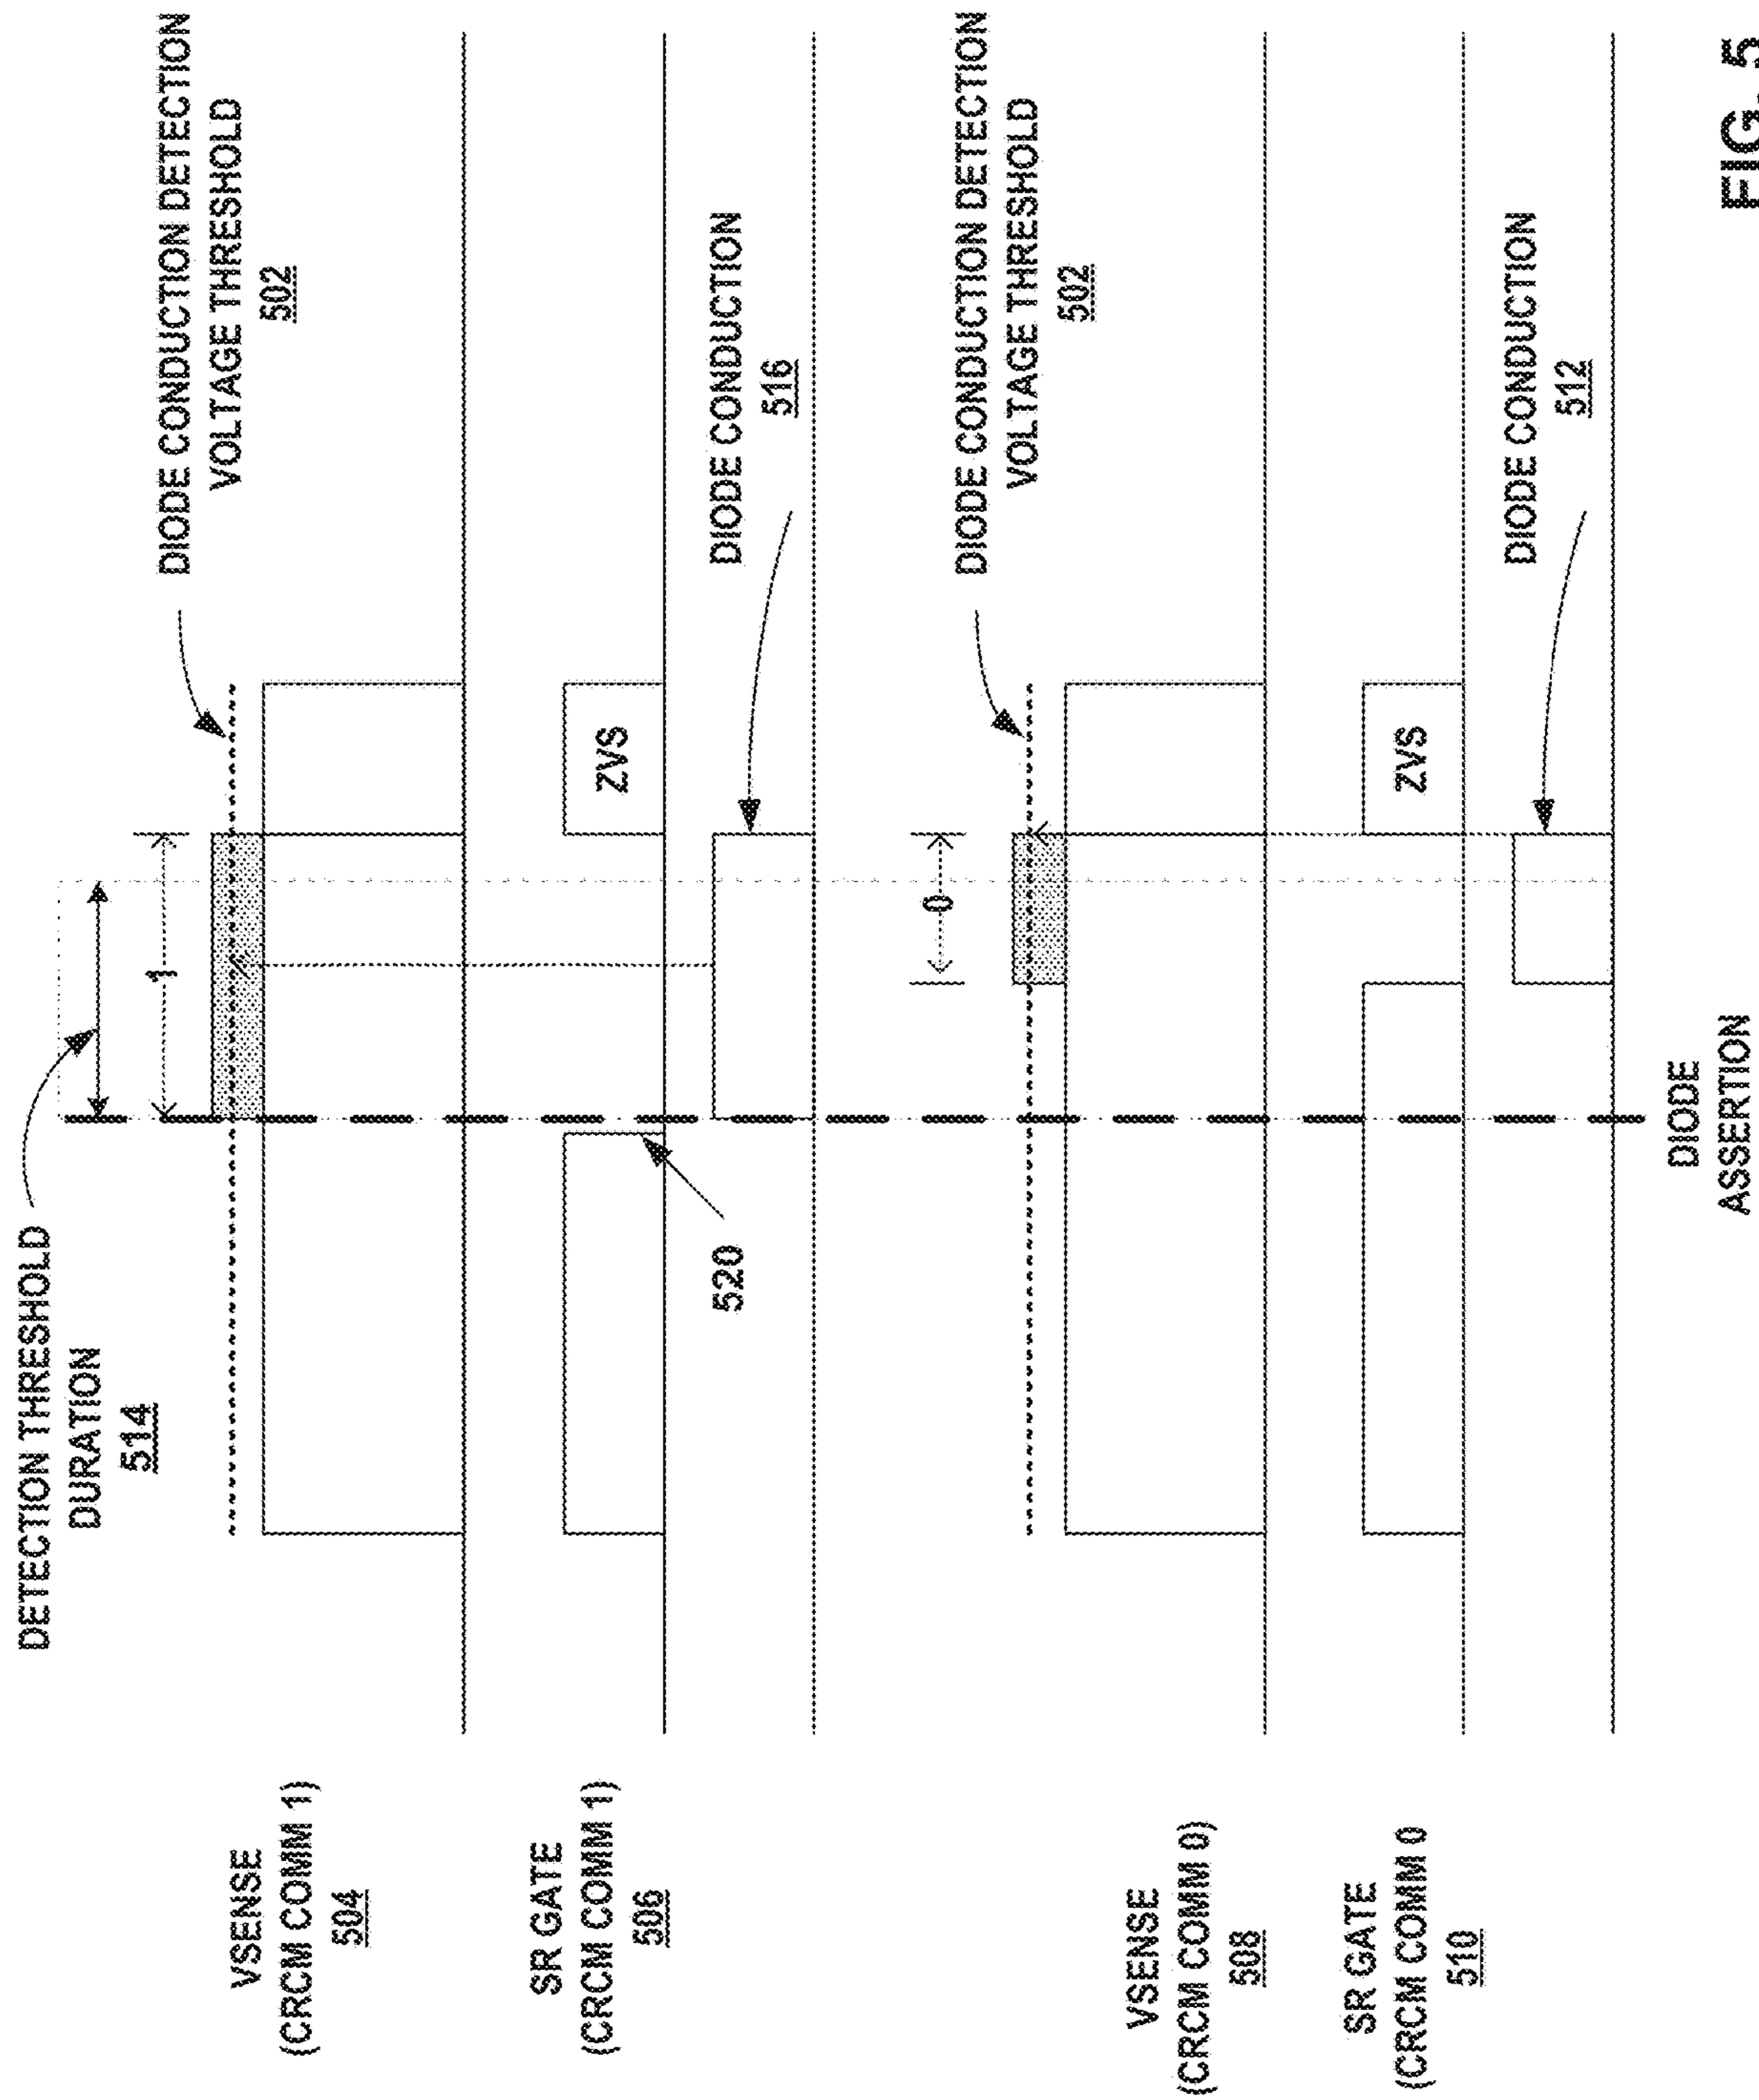 DETECTION THRESHOLD
DURATION
514
DIODE CONDUCTION DETECTION
VOLTAGE THRESHOLD
502
1
VSENSE
(CRCM COMM 1)
504
SR GATE
(CRCM COMM 1)
506
ZVS
520
DIODE CONDUCTION
516
DIODE CONDUCTION DETECTION
VOLTAGE THRESHOLD
502
0
VSENSE
(CRCM COMM 0)
508
SR GATE
(CRCM COMM 0
510
ZVS
DIODE CONDUCTION
512
DIODE
ASSERTION
FIG. 5